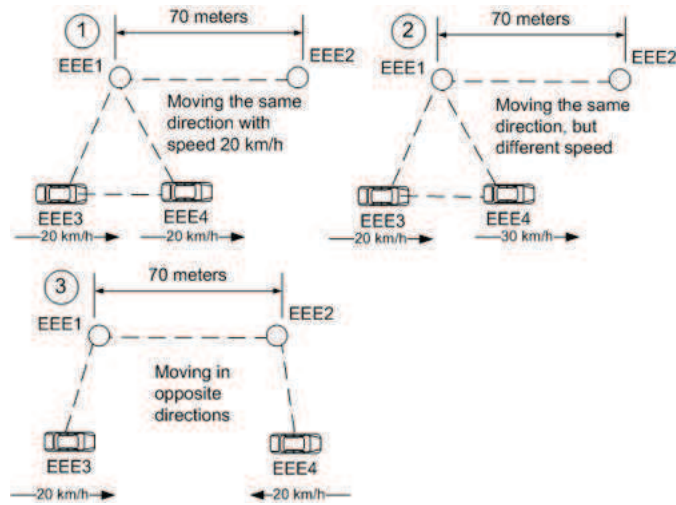 1
70 meters
EEE1
EEE2
Moving the same
direction with
speed 20 km/h
EEE3
EEE4
20 km/h
20 km/h
2
70 meters
EEE1
EEE2
Moving the same
direction, but
different speed
EEE3
EEE4
20 km/h
30 km/h
3
70 meters
EEE1
EEE2
Moving in
opposite
directions
EEE3
EEE4
20 km/h
20 km/h